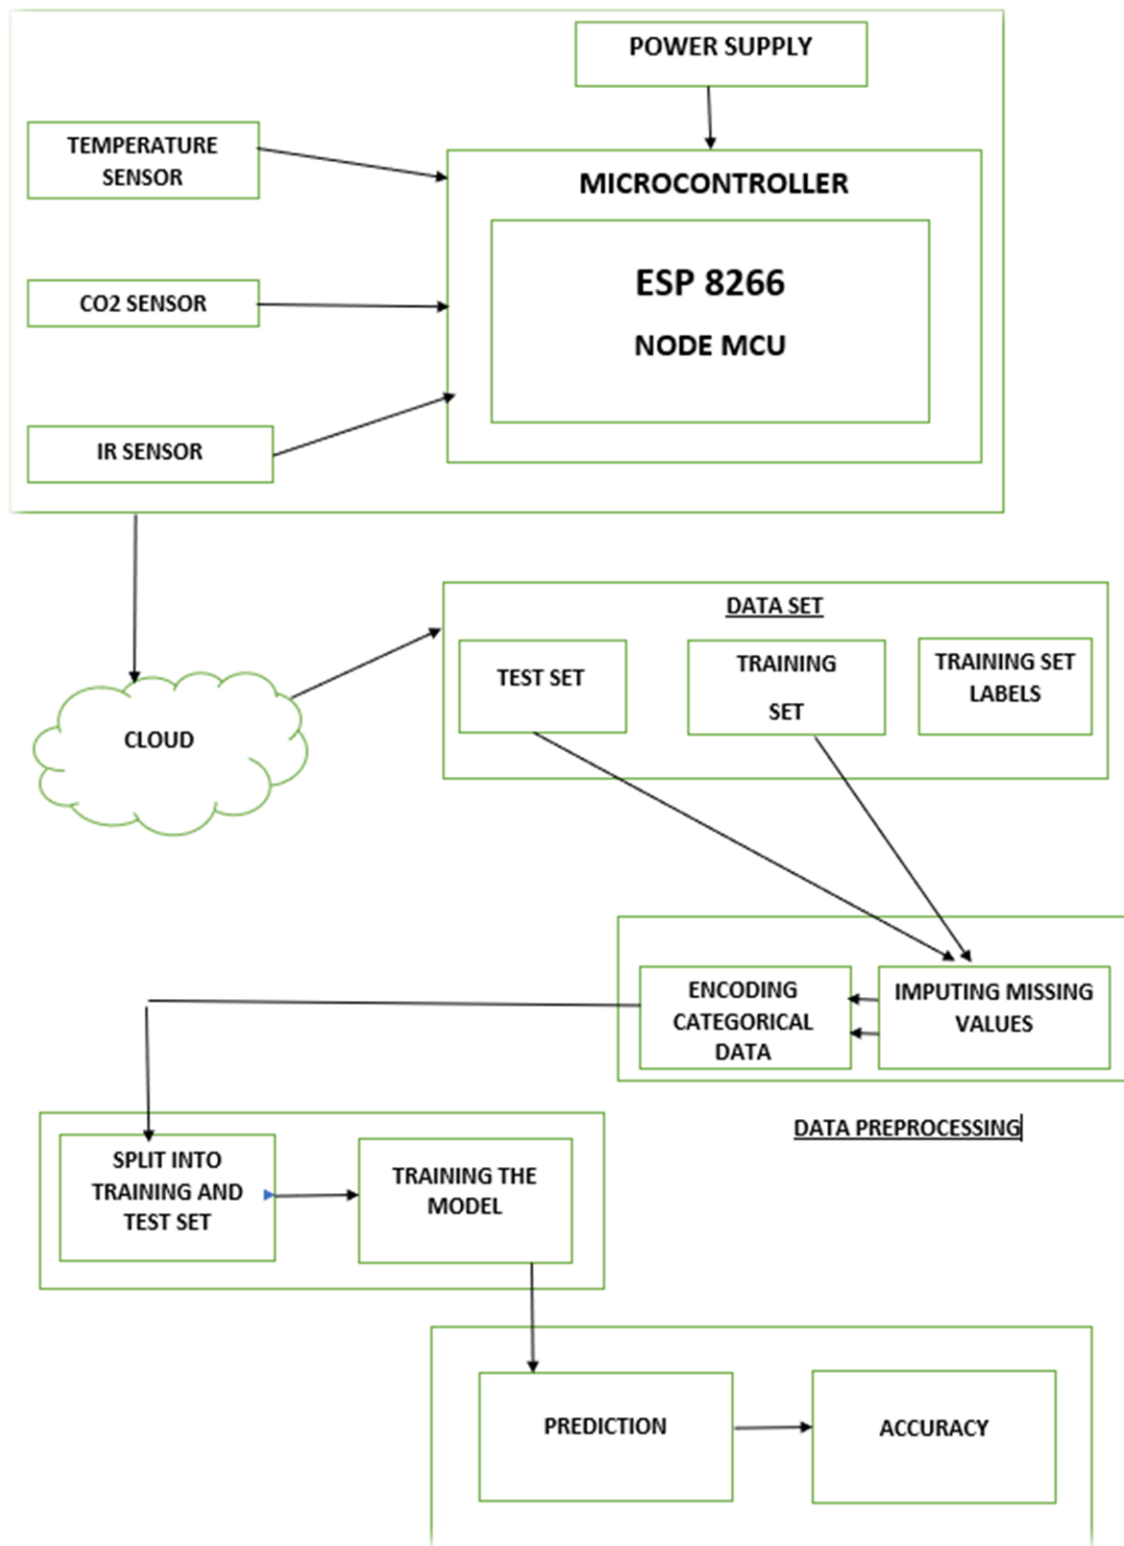 POWER SUPPLY
TEMPERATURE
SENSOR
MICROCONTROLLER
ESP 8266
NODE MCU
CO2 SENSOR
IR SENSOR
CLOUD
DATA SET
TEST SET
TRAINING
SET
TRAINING SET
LABELS
ENCODING
CATEGORICAL
DATA
IMPUTING MISSING
VALUES
DATA PREPROCESSING
SPLIT INTO
TRAINING AND
TEST SET
TRAINING THE
MODEL
PREDICTION
ACCURACY